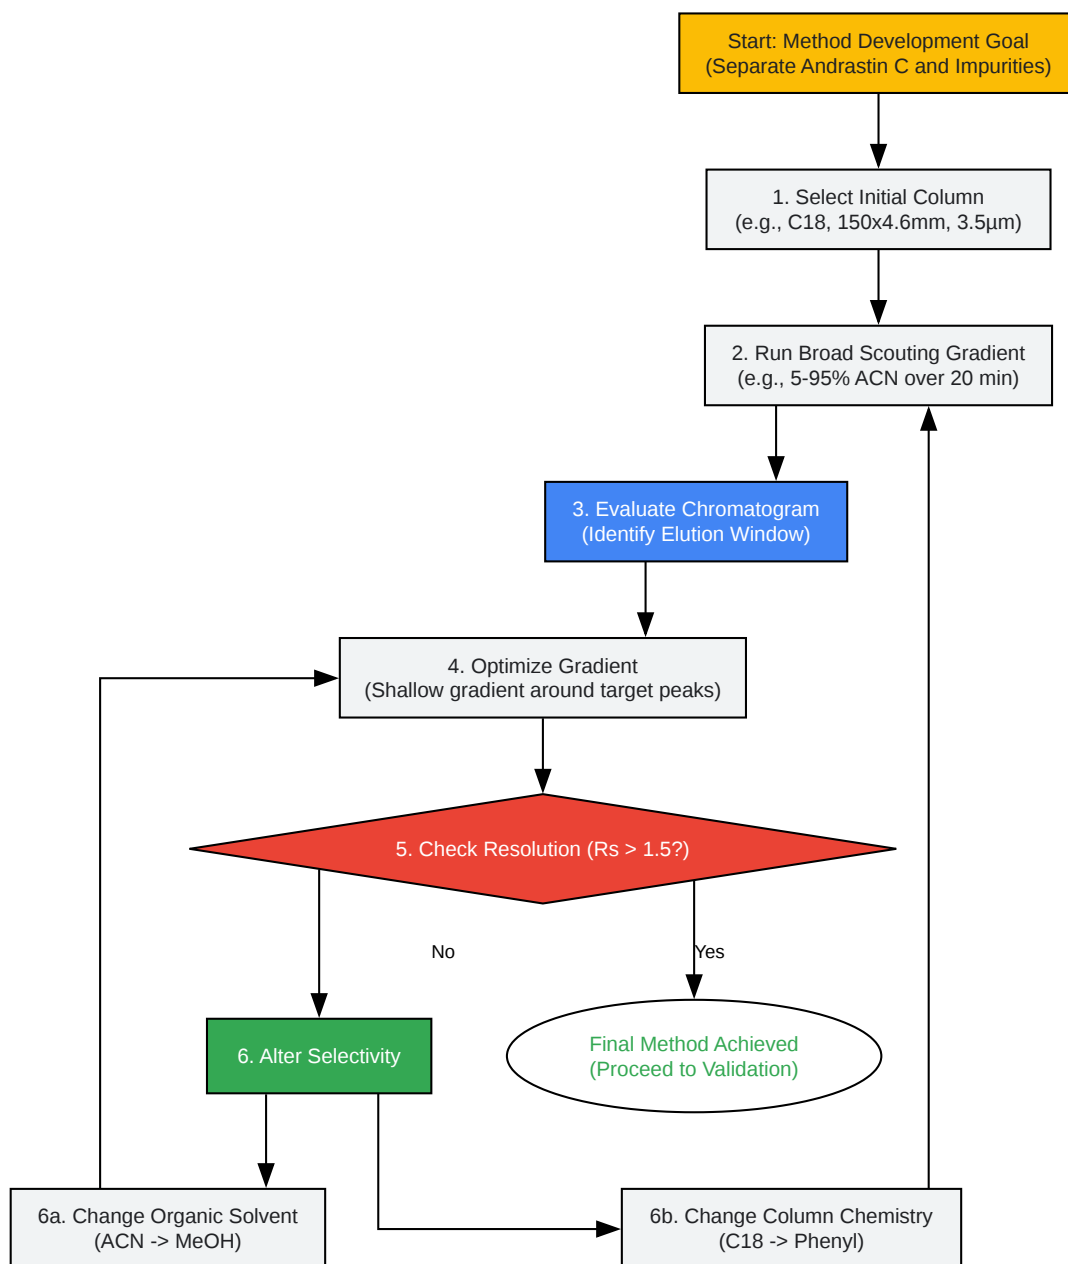 Start: Method Development Goal
(Separate Andrastin C and Impurities)
1. Select Initial Column
(e.g., C18, 150x4.6mm, 3.5µm)
2. Run Broad Scouting Gradient
(e.g., 5-95% ACN over 20 min)
3. Evaluate Chromatogram
(Identify Elution Window)
4. Optimize Gradient
(Shallow gradient around target peaks)
5. Check Resolution (Rs > 1.5?)
No
Yes
6. Alter Selectivity
Final Method Achieved
(Proceed to Validation)
6a. Change Organic Solvent
(ACN -> MeOH)
6b. Change Column Chemistry
(C18 -> Phenyl)